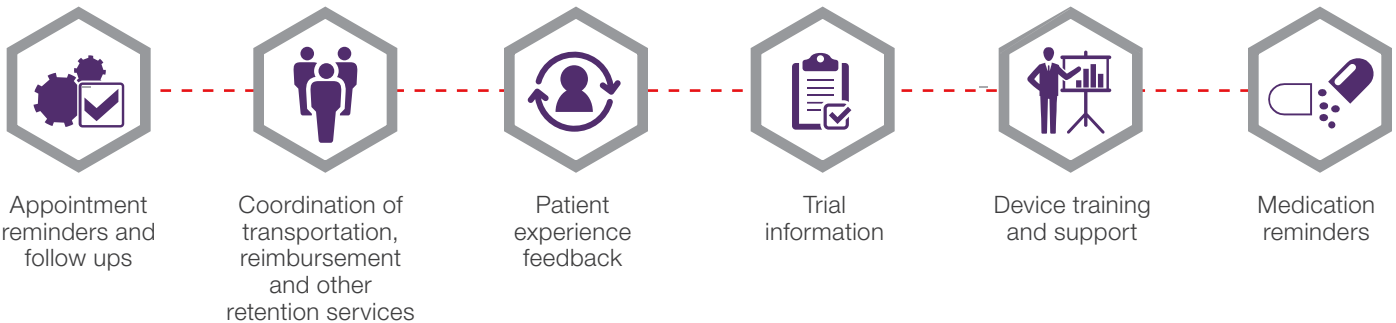 Appointment
reminders and
follow ups
Coordination of
transportation,
reimbursement
and other
retention services
Patient
experience
feedback
Trial
information
Device training
and support
Medication
reminders